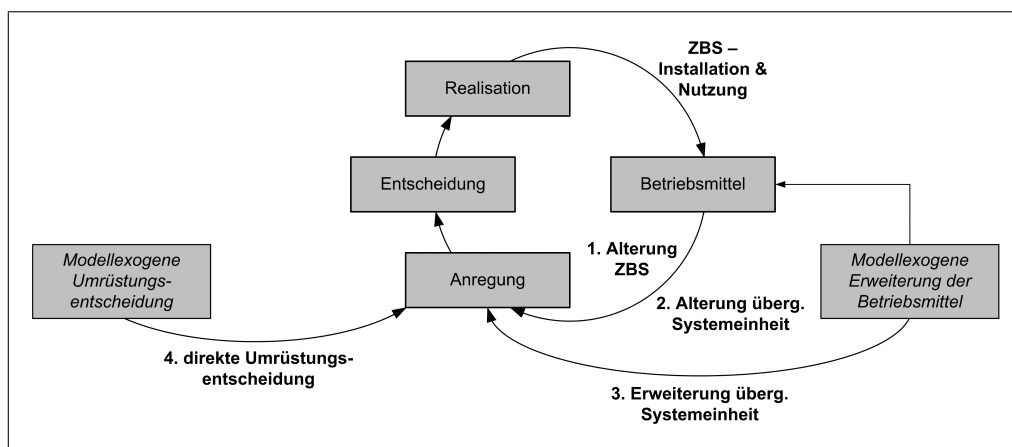 ZBS –
Installation &
Nutzung
Realisation
Entscheidung
Betriebsmittel
1. Alterung
ZBS
Modellexogene
Umrüstungs-
entscheidung
Anregung
Modellexogene
Erweiterung der
Betriebsmittel
2. Alterung überg.
Systemeinheit
4. direkte Umrüstungs-
entscheidung
3. Erweiterung überg.
Systemeinheit